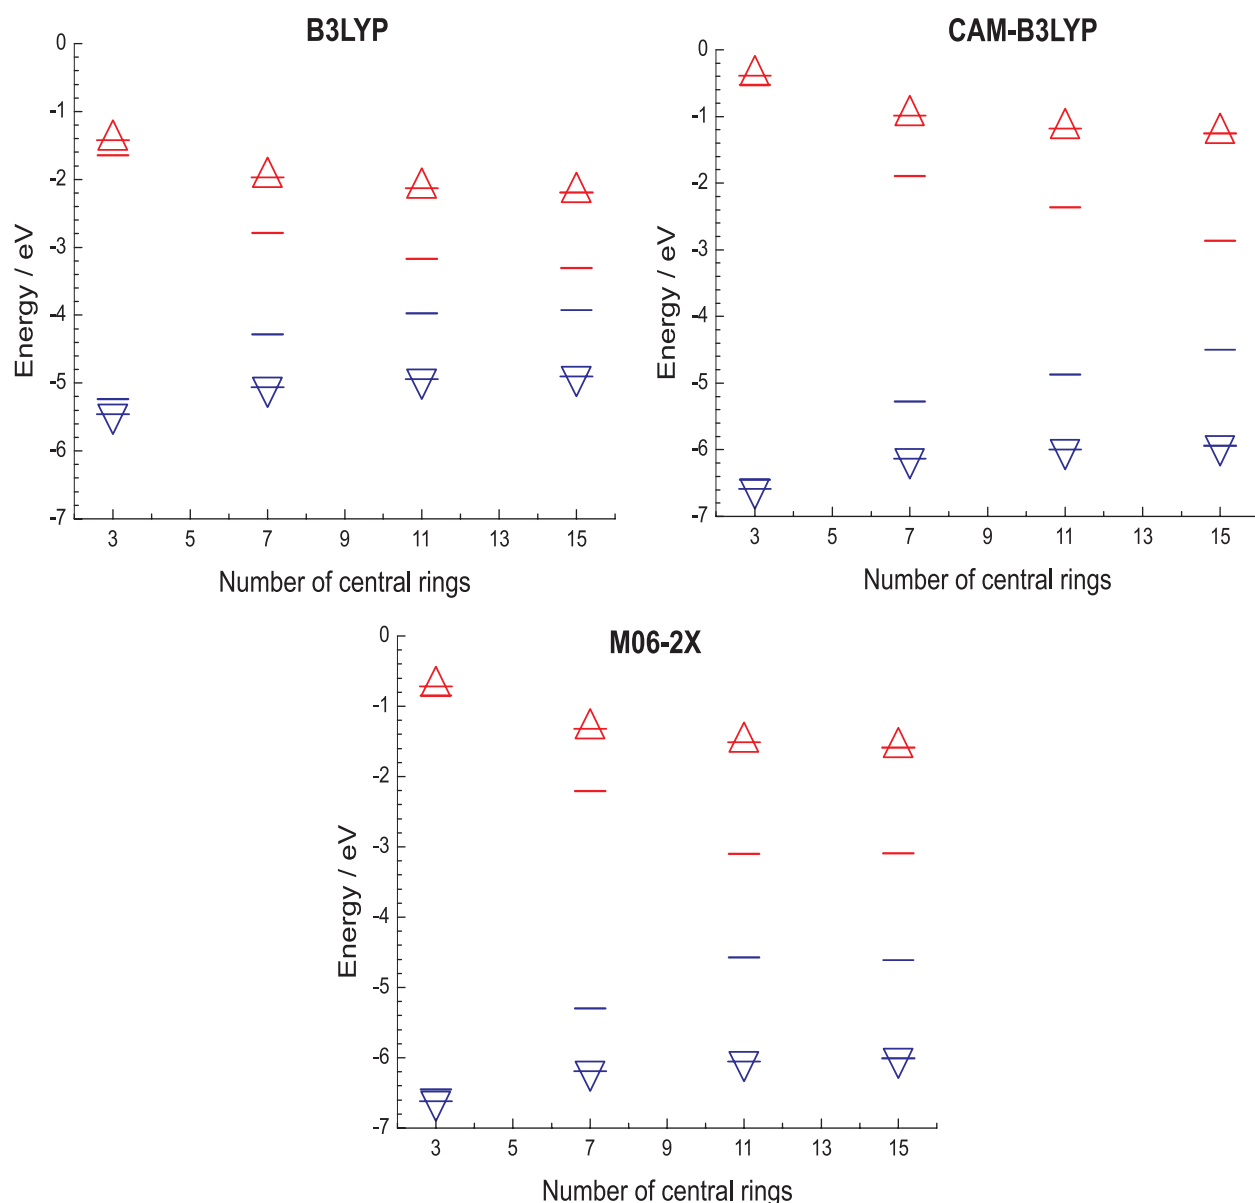 B3LYP
0
-1
-2
-3
-4
-5
-6
-7
Energy / eV
3 5 7 9 11 13 15
Number of central rings
CAM-B3LYP
0
-1
-2
-3
-4
-5
-6
-7
Energy / eV
3 5 7 9 11 13 15
Number of central rings
M06-2X
0
-1
-2
-3
-4
-5
-6
-7
Energy / eV
3 5 7 9 11 13 15
Number of central rings